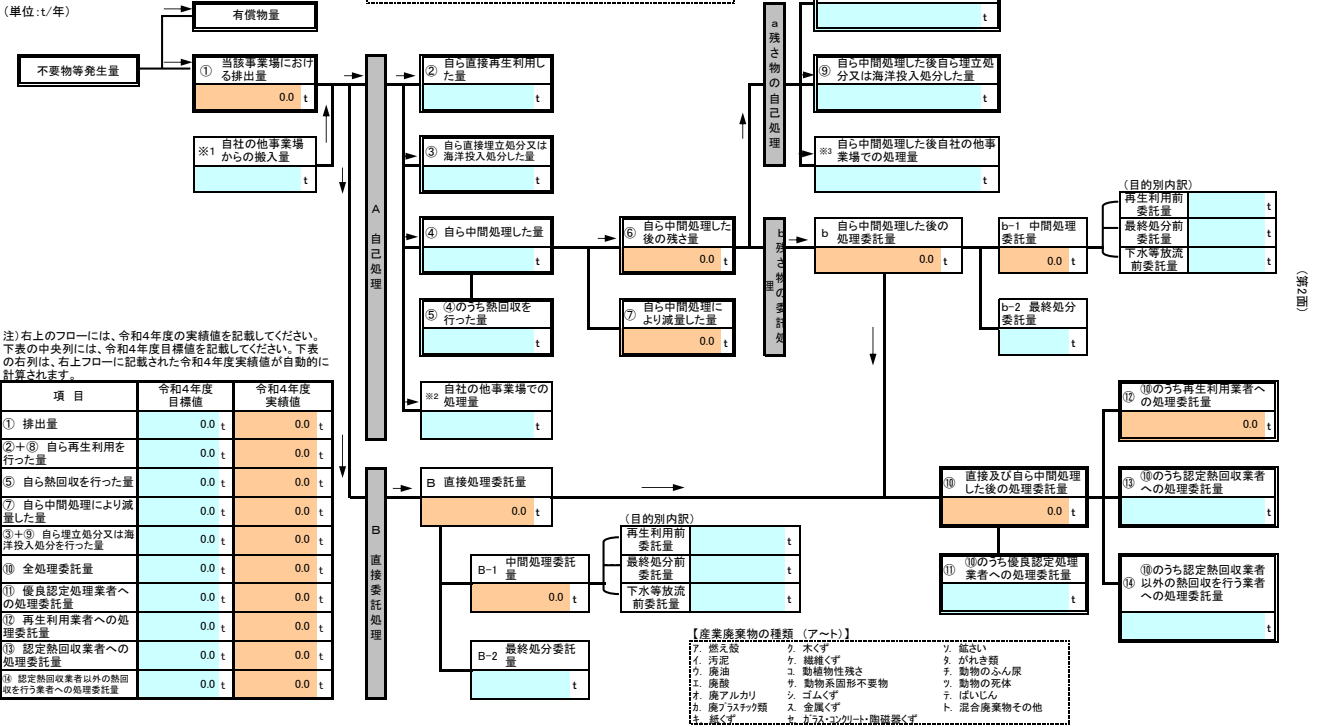 (単位:t/年)
有償物量
不要物等発生量
① 当該事業場におけ
る排出量
0.0 t
※1 自社の他事業場
からの搬入量
t
A 自己処理
② 自ら直接再生利用し
た量
t
③ 自ら直接埋立処分又は
海洋投入処分した量
t
④ 自ら中間処理した量
t
⑤ ④のうち熱回収を
行った量
t
※2 自社の他事業場での
処理量
t
⑥ 自ら中間処理した
後の残さ量
0.0 t
⑦ 自ら中間処理に
より減量した量
0.0 t
a 残さ物の自己処理
t
⑨ 自ら中間処理した後自ら埋立処
分又は海洋投入処分した量
t
※3 自ら中間処理した後自社の他事
業場での処理量
t
b 残さ物の委託処
理
b 自ら中間処理した後の
処理委託量
0.0 t
b-1 中間処理
委託量
0.0 t
(目的別内訳)
再生利用前
委託量 t
最終処分前
委託量 t
下水等放流
前委託量 t
b-2 最終処分
委託量
t
(第2面)
注)右上のフローには、令和4年度の実績値を記載してください。
下表の中央列には、令和4年度目標値を記載してください。下表
の右列は、右上フローに記載された令和4年度実績値が自動的に
計算されます。
項 目 令和4年度
目標値 令和4年度
実績値
① 排出量 0.0 t 0.0 t
②+⑧ 自ら再生利用を
行った量 0.0 t 0.0 t
⑤ 自ら熱回収を行った量 0.0 t 0.0 t
⑦ 自ら中間処理により減
量した量 0.0 t 0.0 t
③+⑨ 自ら埋立処分又は海
洋投入処分を行った量 0.0 t 0.0 t
⑩ 全処理委託量 0.0 t 0.0 t
⑪ 優良認定処理業者へ
の処理委託量 0.0 t 0.0 t
⑫ 再生利用業者への処
理委託量 0.0 t 0.0 t
⑬ 認定熱回収業者への
処理委託量 0.0 t 0.0 t
⑭ 認定熱回収業者以外の熱回
収を行う業者への処理委託量 0.0 t 0.0 t
B 直接委託処理
B 直接処理委託量
0.0 t
B-1 中間処理委託
量
0.0 t
(目的別内訳)
再生利用前
委託量 t
最終処分前
委託量 t
下水等放流
前委託量 t
B-2 最終処分委託
量
t
⑩ 直接及び自ら中間処理
した後の処理委託量
0.0 t
⑪ ⑩のうち優良認定処理
業者への処理委託量
t
⑫ ⑩のうち再生利用業者へ
の処理委託量
0.0 t
⑬ ⑩のうち認定熱回収業者
への処理委託量
t
⑭ ⑩のうち認定熱回収業者
以外の熱回収を行う業者
への処理委託量
t
【産業廃棄物の種類 (ア~ト)】
ア. 燃え殻 ク. 木くず ソ. 鉱さい
イ. 汚泥 ケ. 繊維くず タ. がれき類
ウ. 廃油 コ. 動植物性残さ チ. 動物のふん尿
エ. 廃酸 サ. 動物系固形不要物 ツ. 動物の死体
オ. 廃アルカリ シ. ゴムくず テ. ばいじん
カ. 廃プラスチック類 ス. 金属くず ト. 混合廃棄物その他
キ. 紙くず セ. ガラス・コンクリート・陶磁器くず